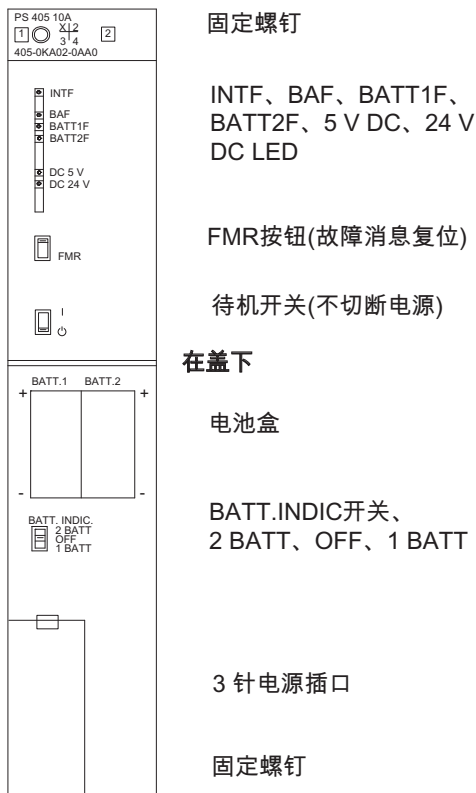 PS 405 10A
1 X 2 2
3 4
405-0KA02-0AA0
固定螺钉
INTF
BAF
BATT1F
BATT2F
DC 5 V
DC 24 V
INTF、BAF、BATT1F、
BATT2F、5 V DC、24 V
DC LED
FMR
FMR按钮(故障消息复位)
I
待机开关(不切断电源)
在盖下
BATT.1 BATT.2
+ +
电池盒
- -
BATT. INDIC.
2 BATT
OFF
1 BATT
BATT.INDIC开关、
2 BATT、OFF、1 BATT
3 针电源插口
固定螺钉